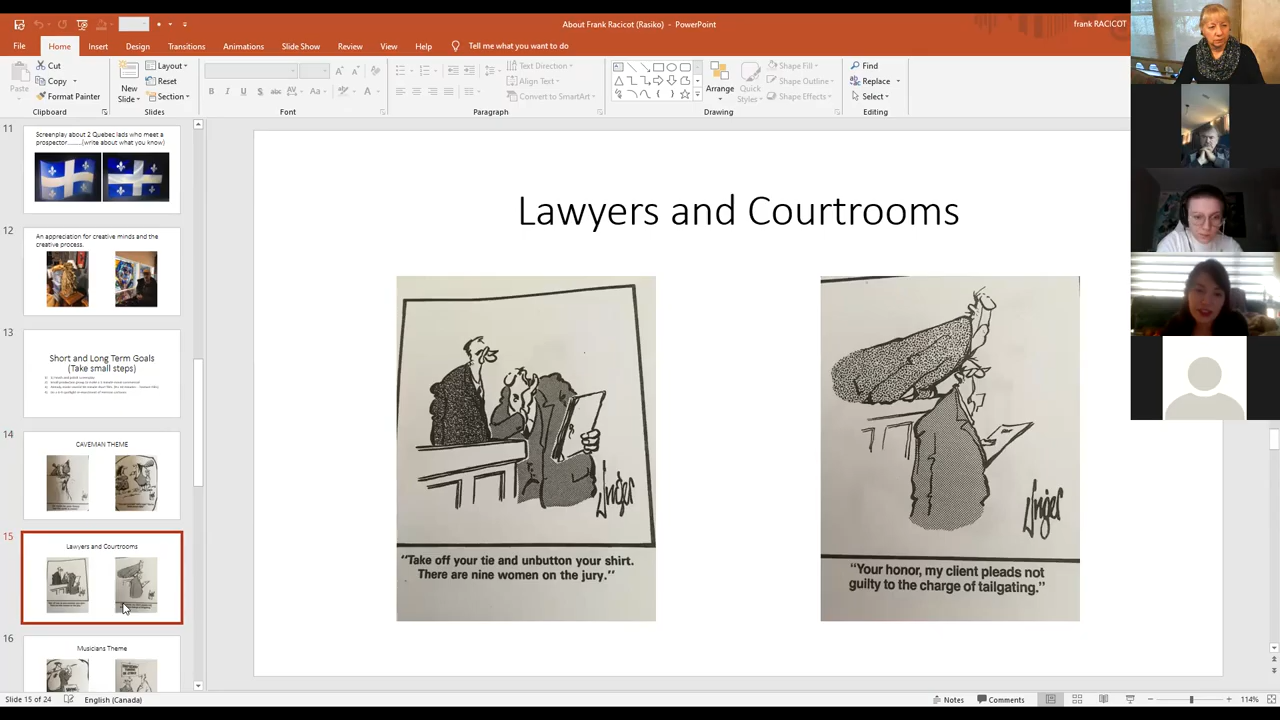 About Frank Racicot (Rasiko) - PowerPoint
frank RACICOT
File Home Insert Design Transitions Animations Slide Show Review View Help Tell me what you want to do
Paste
Cut
Copy
Format Painter
Clipboard
New
Slide
Layout
Reset
Section
Slides
Font
Text Direction
Align Text
Convert to SmartArt
Paragraph
Arrange
Quick
Styles
Shape Fill
Shape Outline
Shape Effects
Drawing
Find
Replace
Select
Editing
11
Screenplay about 2 Quebec lads who meet a
prospector.........(write about what you know)
12
An appreciation for creative minds and the
creative process.
13
Short and Long Term Goals
(Take small steps)
14
CAVEMAN THEME
15
Lawyers and Courtrooms
16
Musicians Theme
Lawyers and Courtrooms
Unger
"Take off your tie and unbutton your shirt.
There are nine women on the jury."
Unger
"Your honor, my client pleads not
guilty to the charge of tailgating."
Slide 15 of 24 English (Canada) Notes Comments 114%